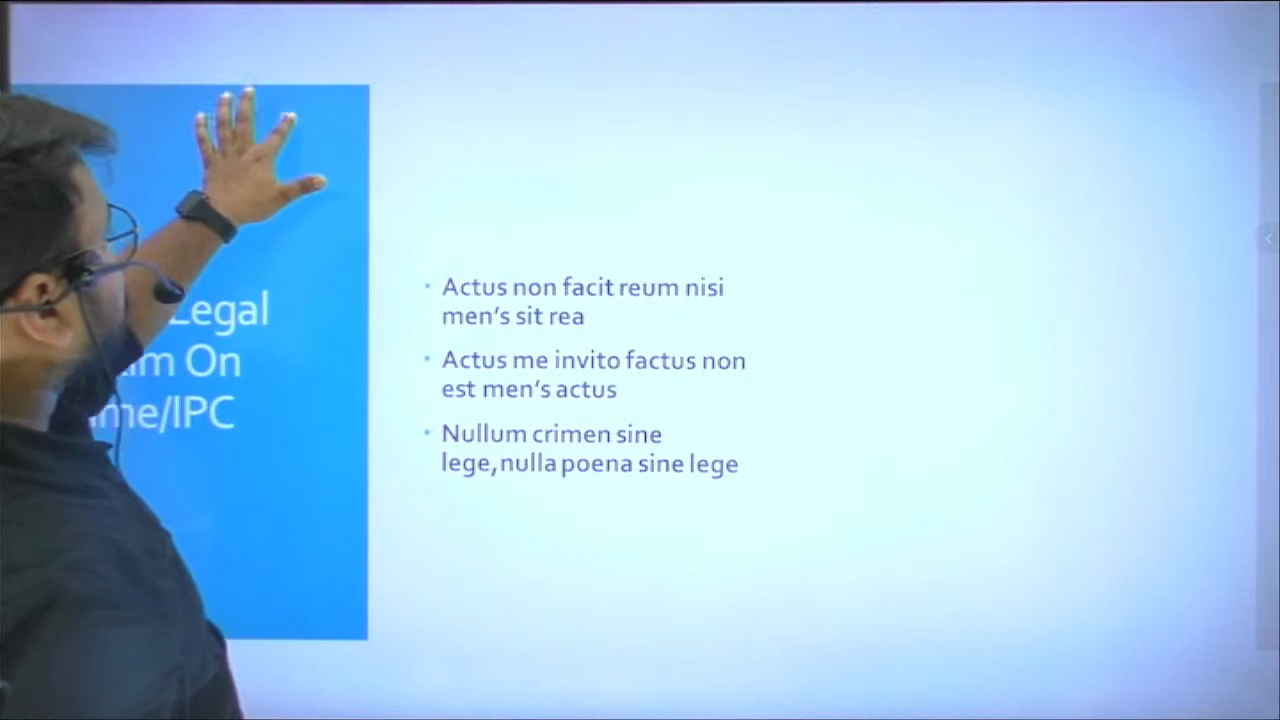 Legal
On
/IPC
• Actus non facit reum nisi
men's sit rea
• Actus me invito factus non
est men's actus
• Nullum crimen sine
lege,nulla poena sine lege